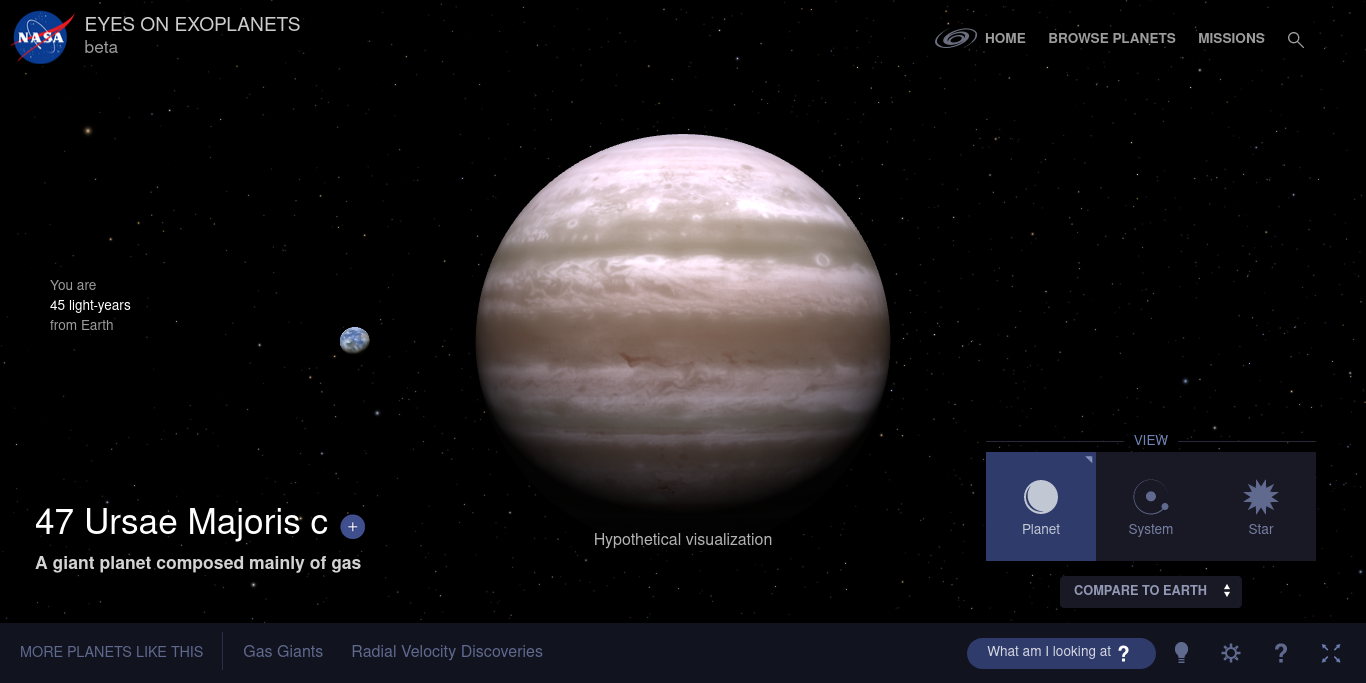 NASA
EYES ON EXOPLANETS
beta
HOME
BROWSE PLANETS
MISSIONS
You are
45 light-years
from Earth
47 Ursae Majoris c +
A giant planet composed mainly of gas
Hypothetical visualization
VIEW
Planet
System
Star
COMPARE TO EARTH
MORE PLANETS LIKE THIS
Gas Giants
Radial Velocity Discoveries
What am I looking at ?
?